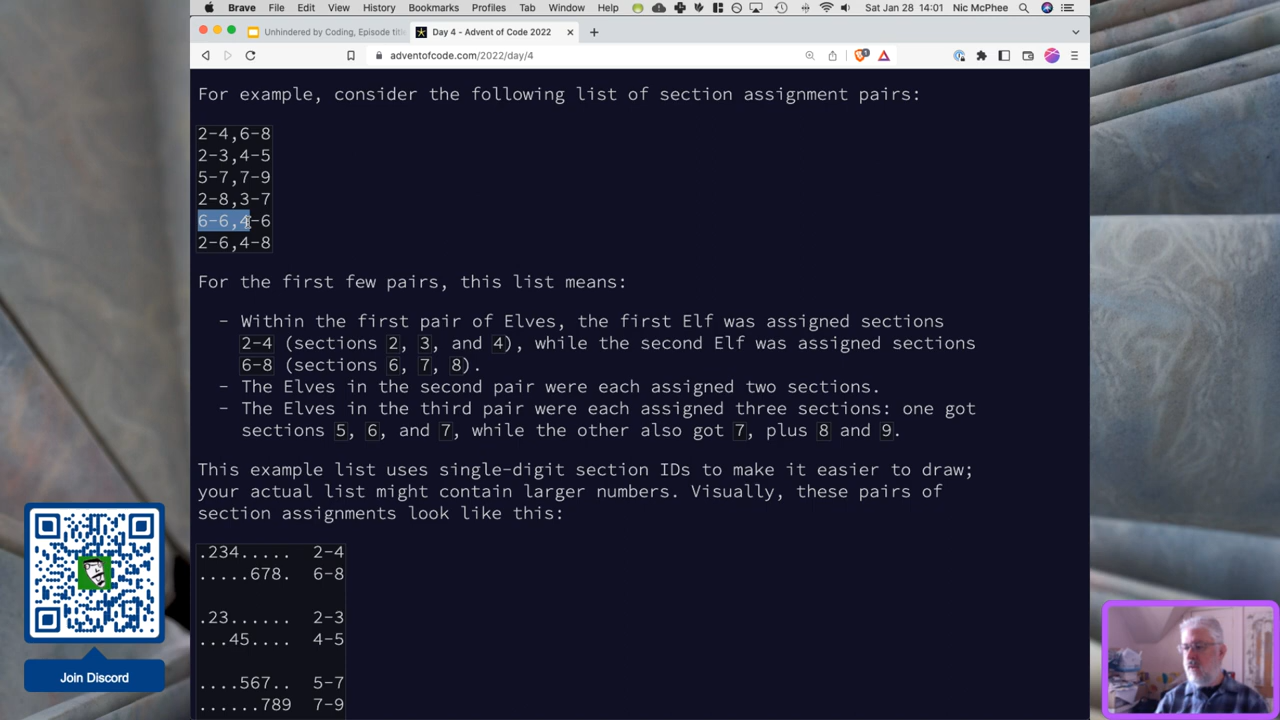 Brave File Edit View History Bookmarks Profiles Tab Window Help Sat Jan 28 14:01 Nic McPhee
Unhindered by Coding, Episode titl
Day 4 - Advent of Code 2022
adventofcode.com/2022/day/4
For example, consider the following list of section assignment pairs:
2-4,6-8
2-3,4-5
5-7,7-9
2-8,3-7
6-6,4-6
2-6,4-8
For the first few pairs, this list means:
- Within the first pair of Elves, the first Elf was assigned sections
2-4 (sections 2, 3, and 4), while the second Elf was assigned sections
6-8 (sections 6, 7, 8).
- The Elves in the second pair were each assigned two sections.
- The Elves in the third pair were each assigned three sections: one got
sections 5, 6, and 7, while the other also got 7, plus 8 and 9.
This example list uses single-digit section IDs to make it easier to draw;
your actual list might contain larger numbers. Visually, these pairs of
section assignments look like this:
.234..... 2-4
.....678. 6-8
.23...... 2-3
...45.... 4-5
....567.. 5-7
......789 7-9
Join Discord